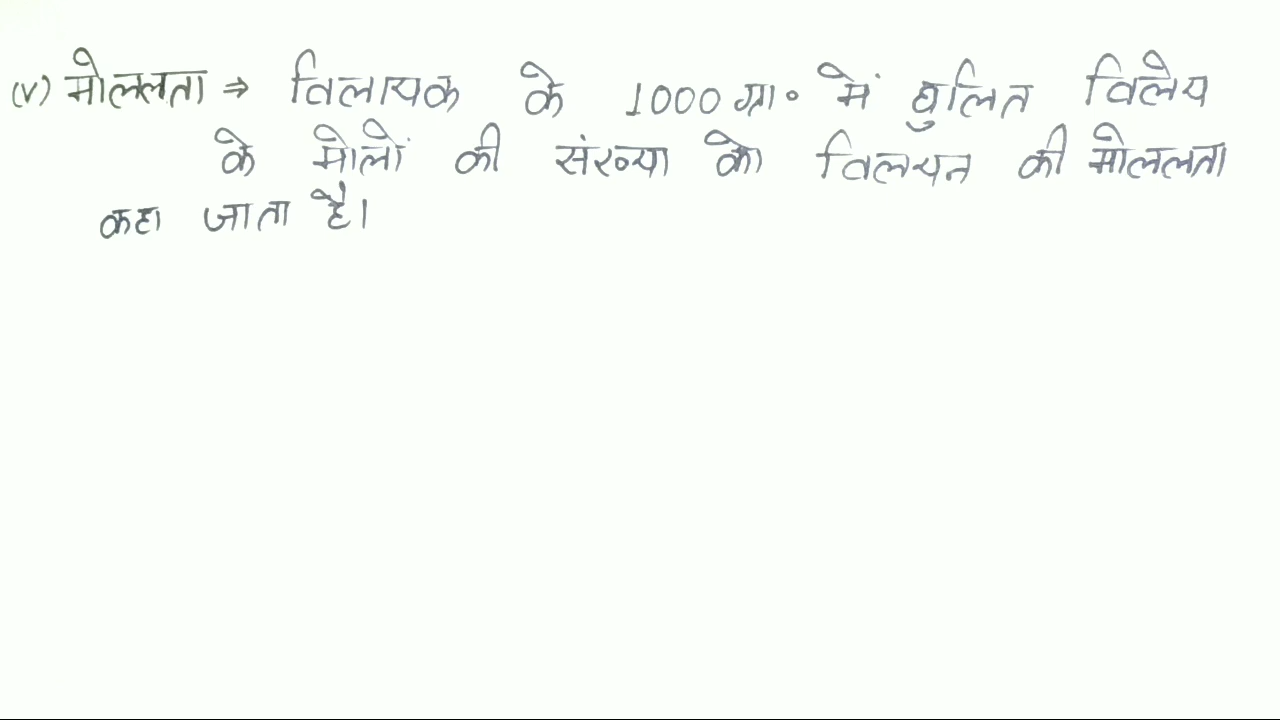 (v) मोललता ⇒ विलायक के 1000 ग्रा० में घुलित विलेय
के मोलों की संख्या को विलयन की मोललता
कहा जाता है।